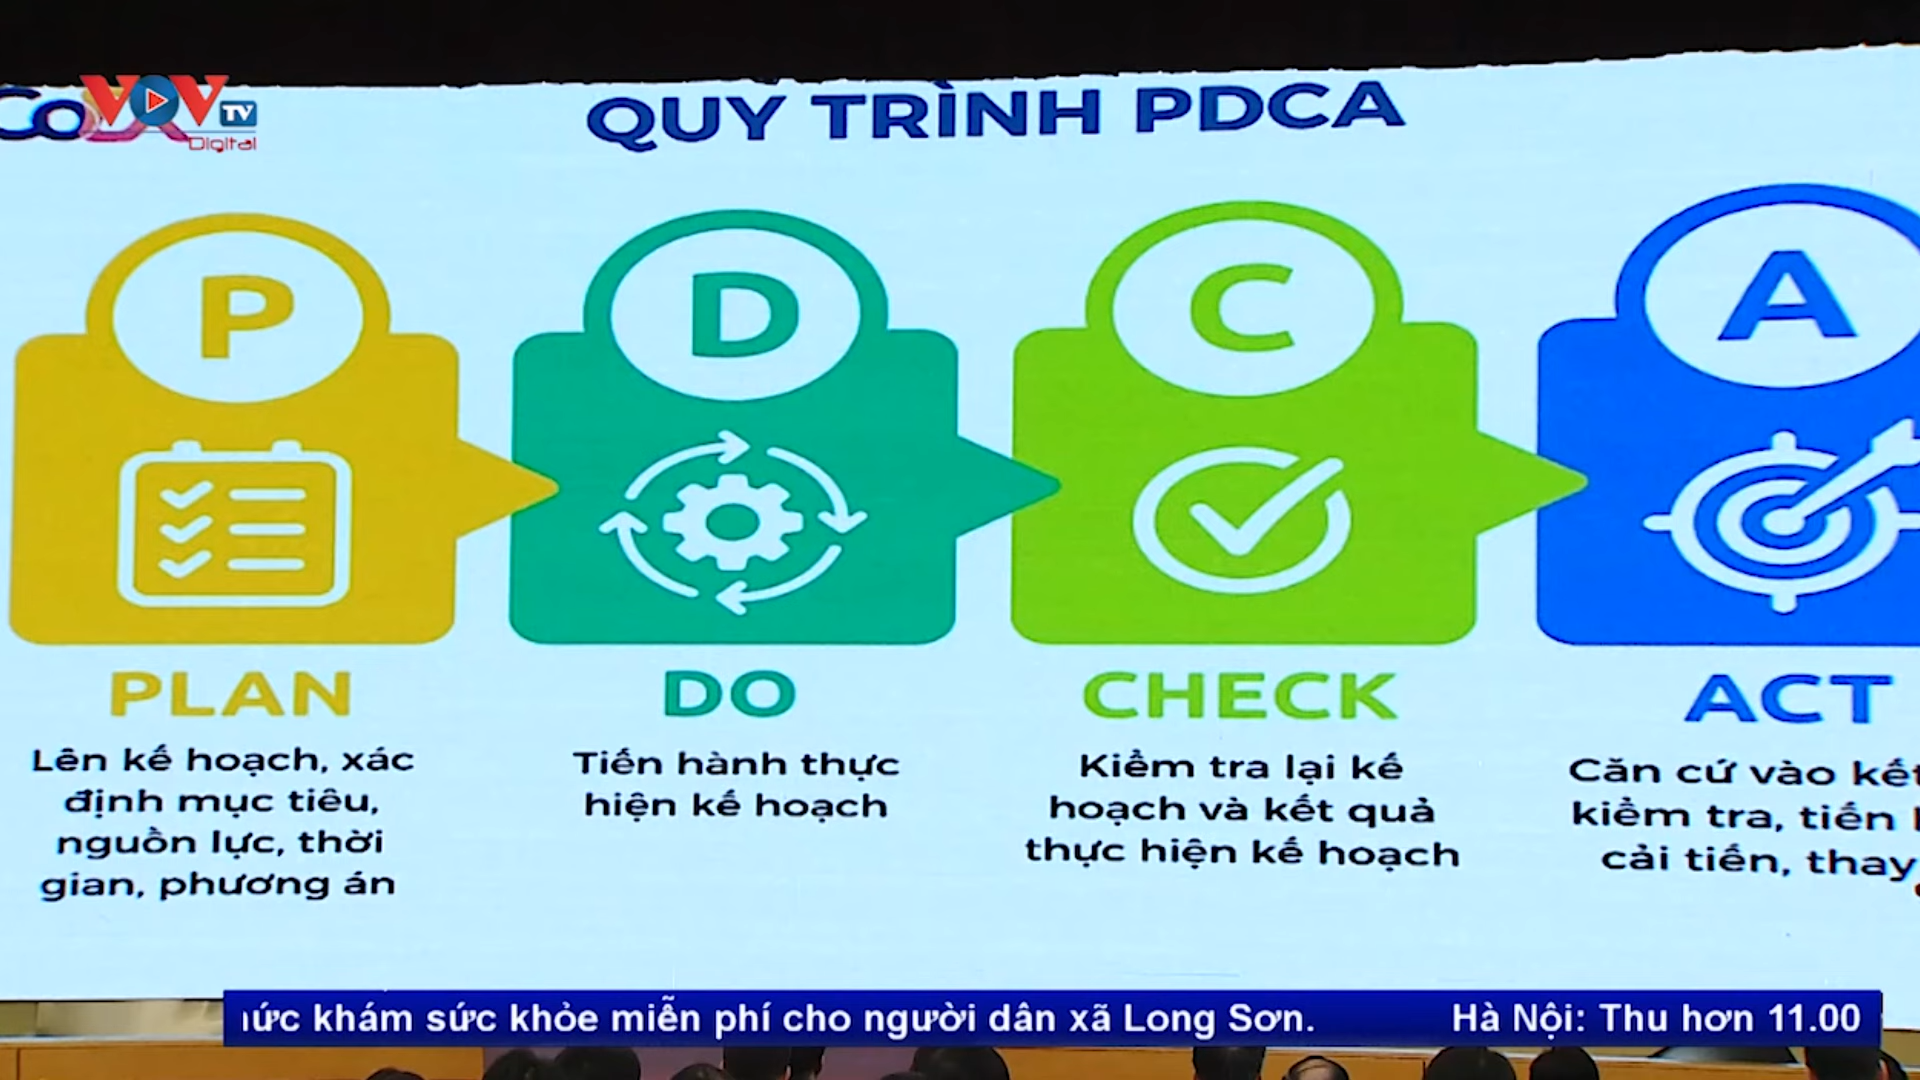 VOV TV
Digital
QUY TRÌNH PDCA
P
D
C
A
PLAN
Lên kế hoạch, xác
định mục tiêu,
nguồn lực, thời
gian, phương án
DO
Tiến hành thực
hiện kế hoạch
CHECK
Kiểm tra lại kế
hoạch và kết quả
thực hiện kế hoạch
ACT
Căn cứ vào kết
kiểm tra, tiến
cải tiến, thay
khám sức khỏe miễn phí cho người dân xã Long Sơn. Hà Nội: Thu hơn 11.00